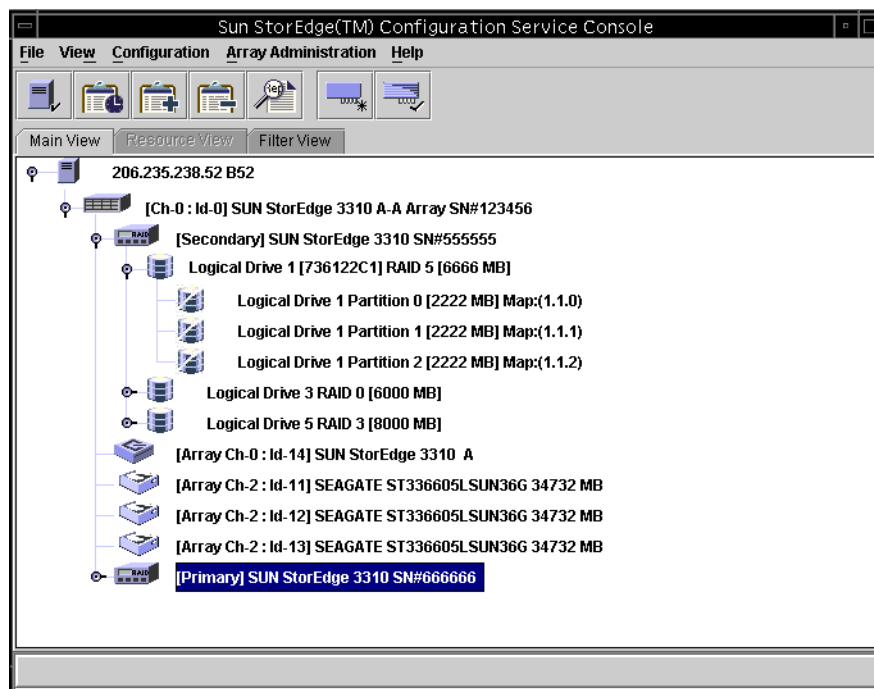 Sun StorEdge(TM) Configuration Service Console
File View Configuration Array Administration Help
Rep
Main View Resource View Filter View
206.235.238.52 B52
[Ch-0 : Id-0] SUN StorEdge 3310 A-A Array SN#123456
RAID [Secondary] SUN StorEdge 3310 SN#555555
Logical Drive 1 [736122C1] RAID 5 [6666 MB]
Logical Drive 1 Partition 0 [2222 MB] Map:(1.1.0)
Logical Drive 1 Partition 1 [2222 MB] Map:(1.1.1)
Logical Drive 1 Partition 2 [2222 MB] Map:(1.1.2)
Logical Drive 3 RAID 0 [6000 MB]
Logical Drive 5 RAID 3 [8000 MB]
[Array Ch-0 : Id-14] SUN StorEdge 3310 A
[Array Ch-2 : Id-11] SEAGATE ST336605LSUN36G 34732 MB
[Array Ch-2 : Id-12] SEAGATE ST336605LSUN36G 34732 MB
[Array Ch-2 : Id-13] SEAGATE ST336605LSUN36G 34732 MB
RAID [Primary] SUN StorEdge 3310 SN#666666